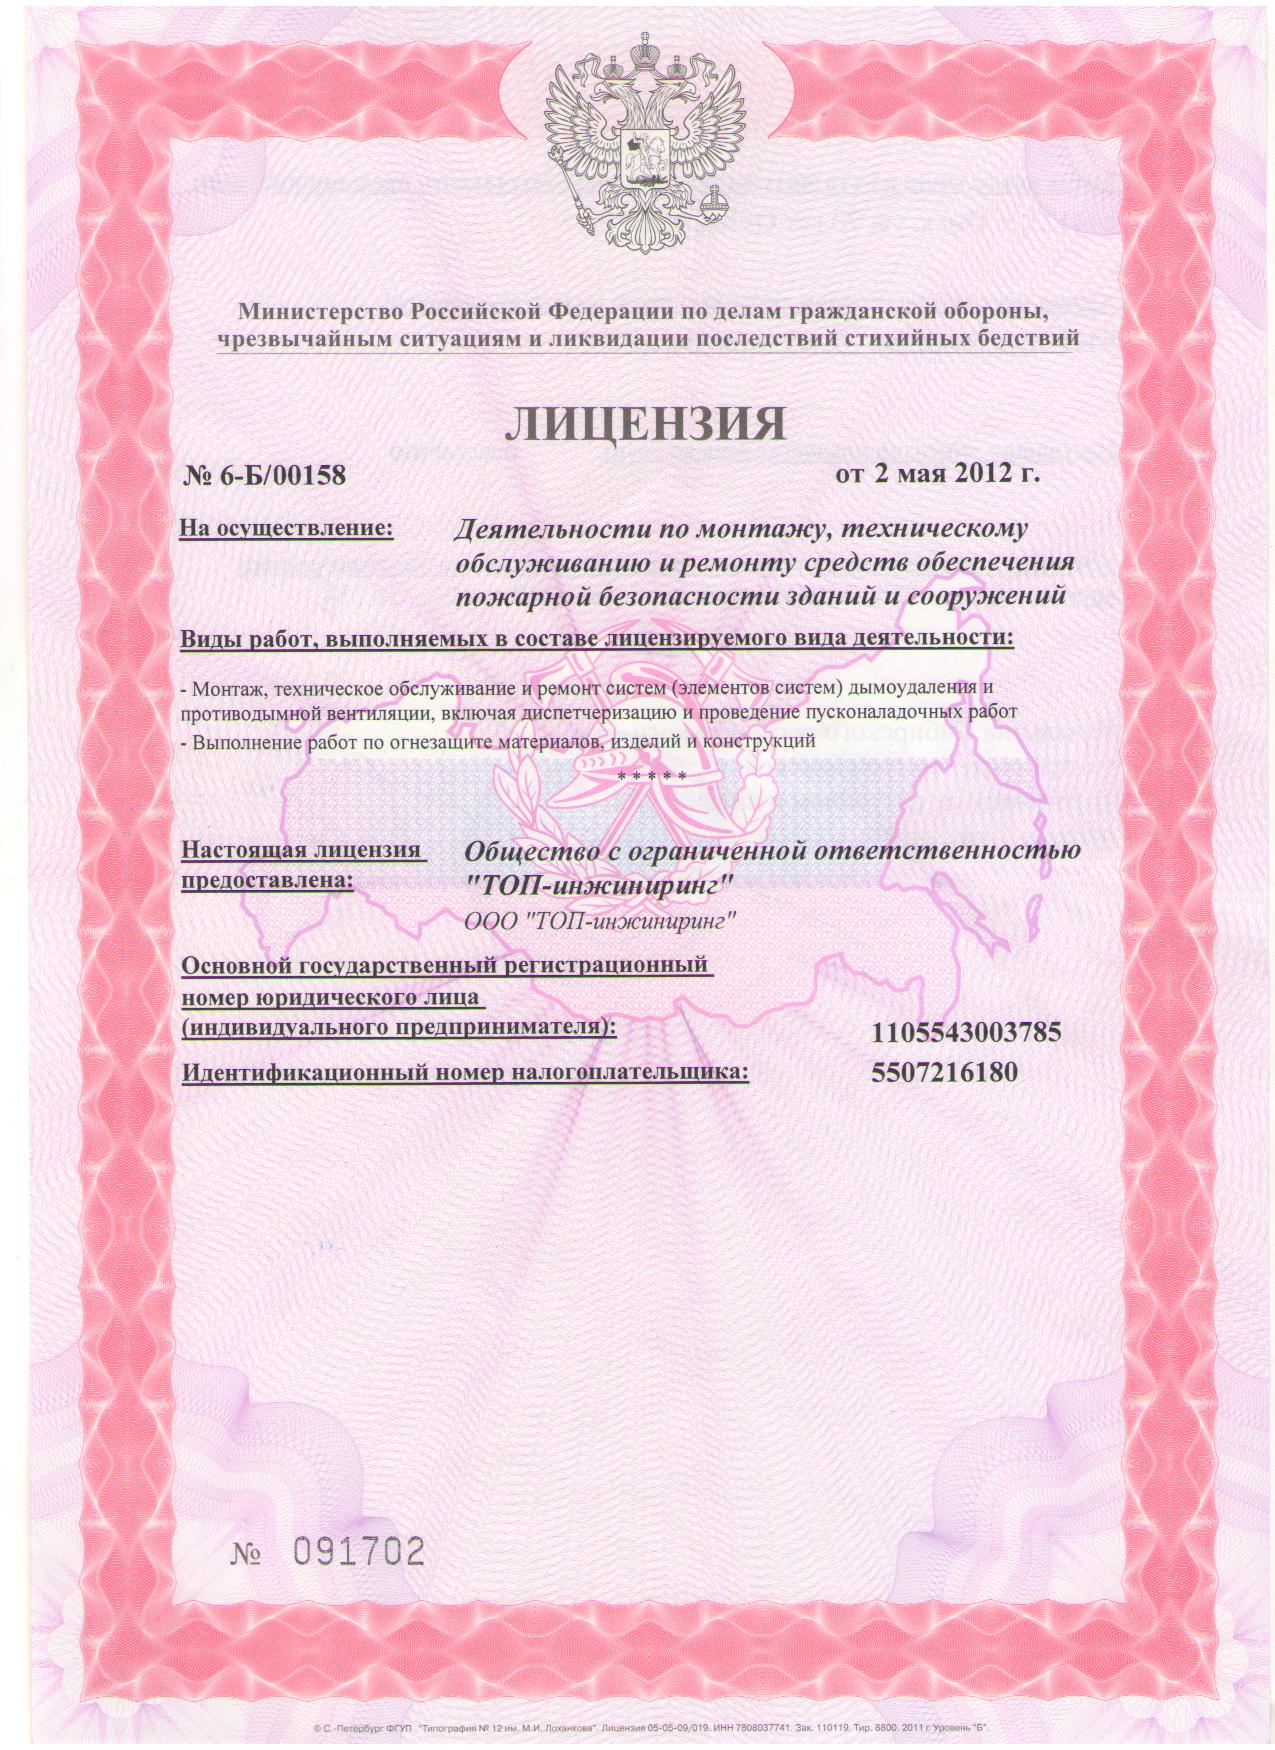 Министерство Российской Федерации по делам гражданской обороны,
чрезвычайным ситуациям и ликвидации последствий стихийных бедствий
ЛИЦЕНЗИЯ
№ 6-Б/00158 от 2 мая 2012 г.
На осуществление: Деятельности по монтажу, техническому
обслуживанию и ремонту средств обеспечения
пожарной безопасности зданий и сооружений
Виды работ, выполняемых в составе лицензируемого вида деятельности:
- Монтаж, техническое обслуживание и ремонт систем (элементов систем) дымоудаления и
противодымной вентиляции, включая диспетчеризацию и проведение пусконаладочных работ
- Выполнение работ по огнезащите материалов, изделий и конструкций
* * * * *
Настоящая лицензия Общество с ограниченной ответственностью
предоставлена: "ТОП-инжиниринг"
ООО "ТОП-инжиниринг"
Основной государственный регистрационный
номер юридического лица
(индивидуального предпринимателя): 1105543003785
Идентификационный номер налогоплательщика: 5507216180
№ 091702
© С.-Петербург ФГУП "Типография № 12 им. М.И. Лоханкова". Лицензия 05-05-09/019. ИНН 7808037741. Зак. 110119. Тир. 8800. 2011 г. Уровень "Б".